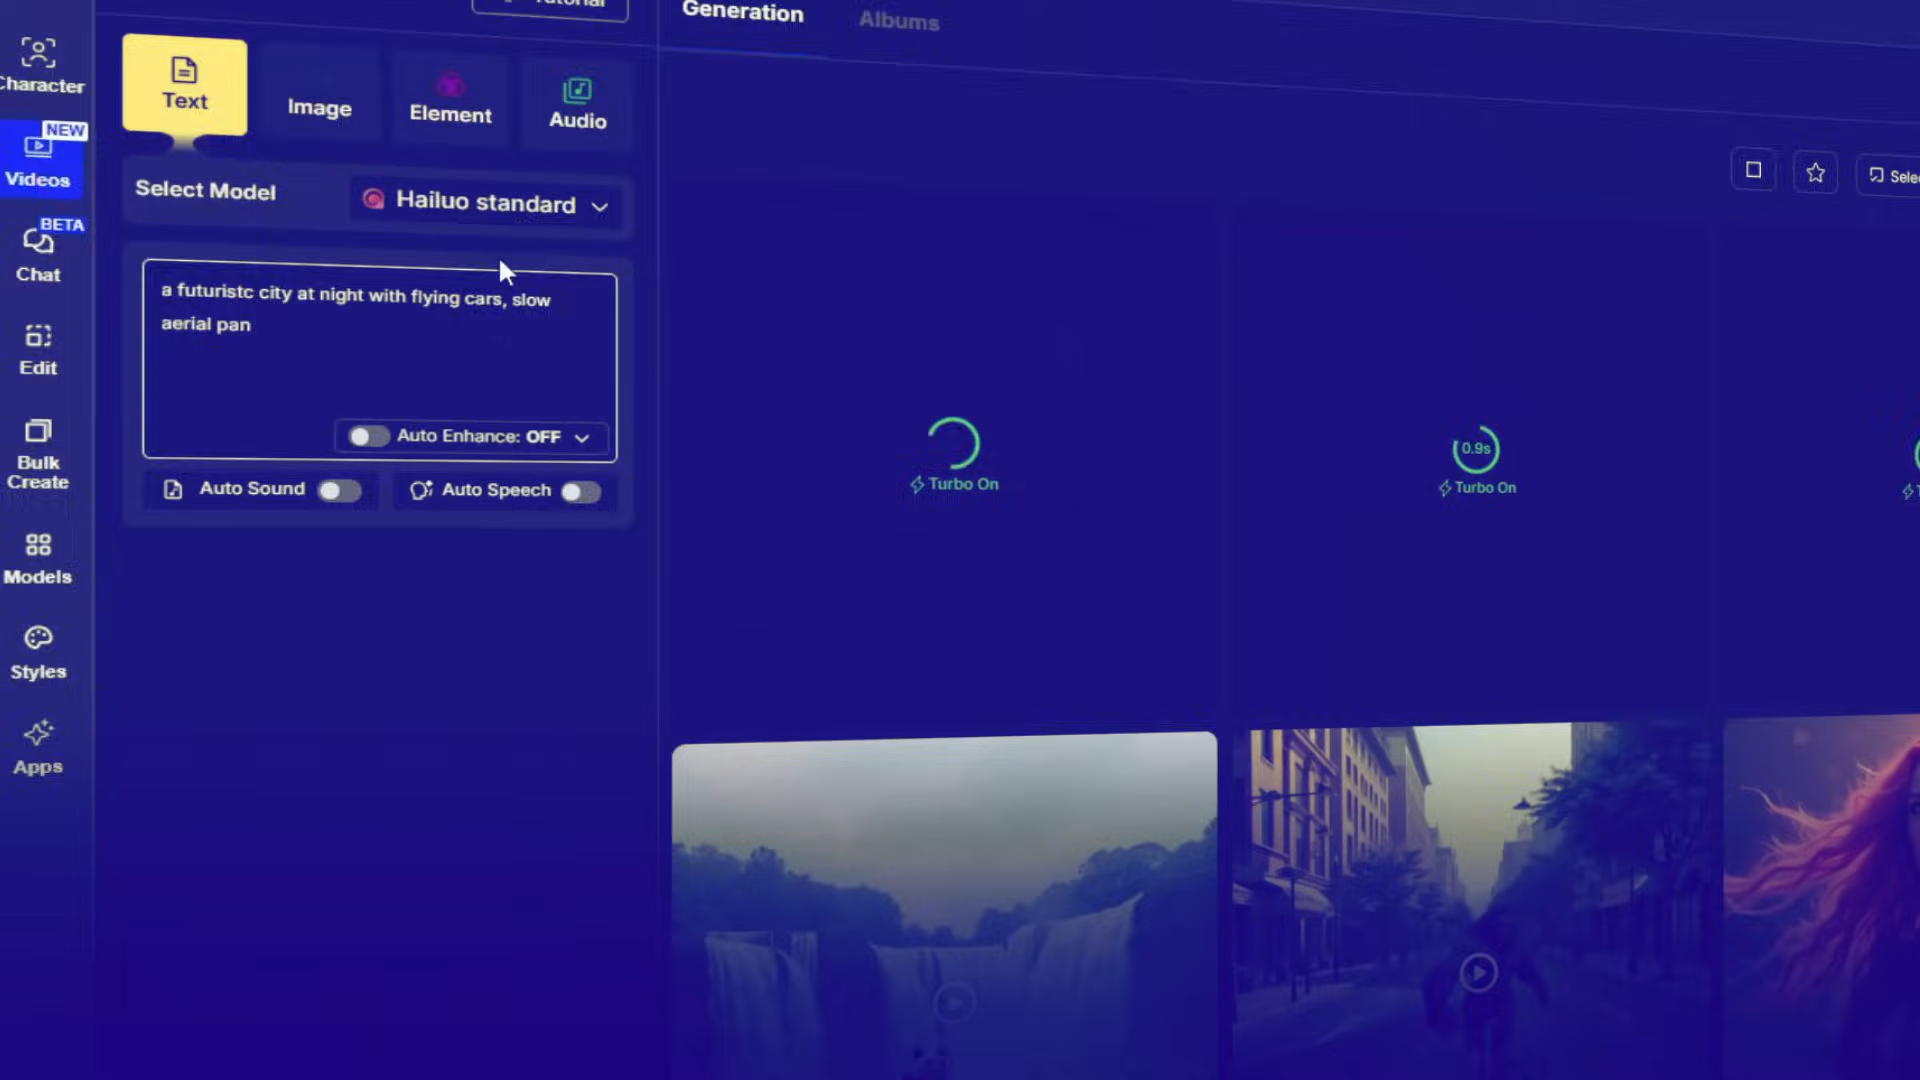 Tutorial
Generation
Albums
Character
NEW
Videos
BETA
Chat
Edit
Bulk
Create
Models
Styles
Apps
Text
Image
Element
Audio
Select Model
Hailuo standard
a futuristc city at night with flying cars, slow
aerial pan
Auto Enhance: OFF
Auto Sound
Auto Speech
Turbo On
0.9s
Turbo On